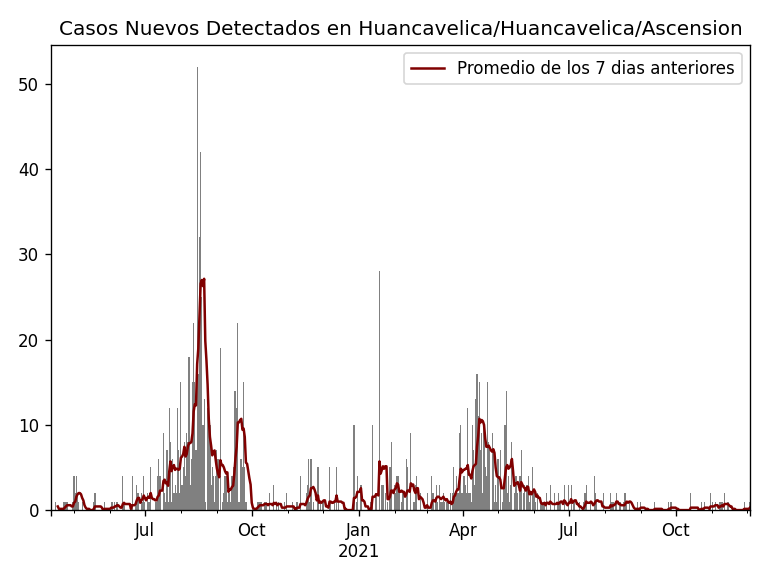 Casos Nuevos Detectados en Huancavelica/Huancavelica/Ascension
Promedio de los 7 dias anteriores
50
40
30
20
10
0
Jul Oct Jan Apr Jul Oct
2021